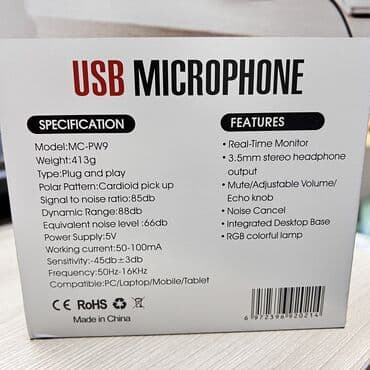 USB MICROPHONE
SPECIFICATION
Model:MC-PW9
Weight:413g
Type:Plug and play
Polar Pattern:Cardioid pick up
Signal to noise ratio:85db
Dynamic Range:88db
Equivalent noise level:66db
Power Supply:5V
Working current:50-100mA
Sensitivity:-45db±3db
Frequency:50Hz-16KHz
Compatible:PC/Laptop/Mobile/Tablet
CE RoHS
Made in China
FEATURES
• Real-Time Monitor
• 3.5mm stereo headphone
output
• Mute/Adjustable Volume/
Echo knob
• Noise Cancel
• Integrated Desktop Base
• RGB colorful lamp
6 972396 920214